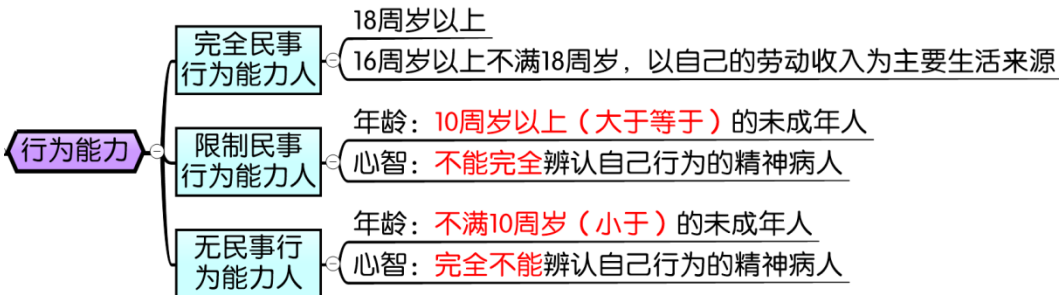 行为能力
完全民事
行为能力人
18周岁以上
16周岁以上不满18周岁，以自己的劳动收入为主要生活来源
限制民事
行为能力人
年龄：10周岁以上（大于等于）的未成年人
心智：不能完全辨认自己行为的精神病人
无民事行
为能力人
年龄：不满10周岁（小于）的未成年人
心智：完全不能辨认自己行为的精神病人